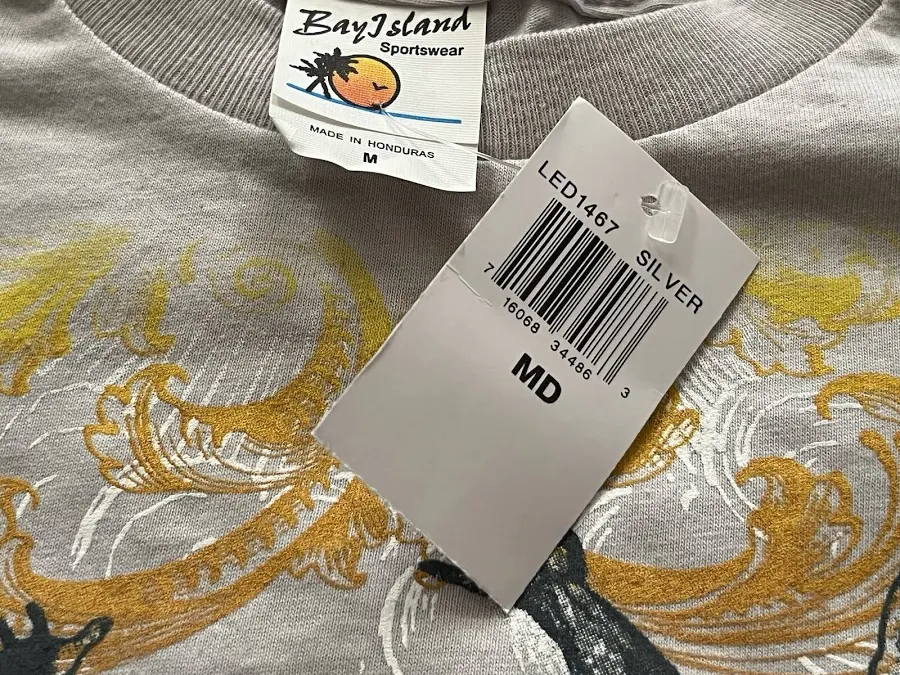 BayIsland
Sportswear
MADE IN HONDURAS
M
LED1467 SILVER
7 16068 34486 3
MD